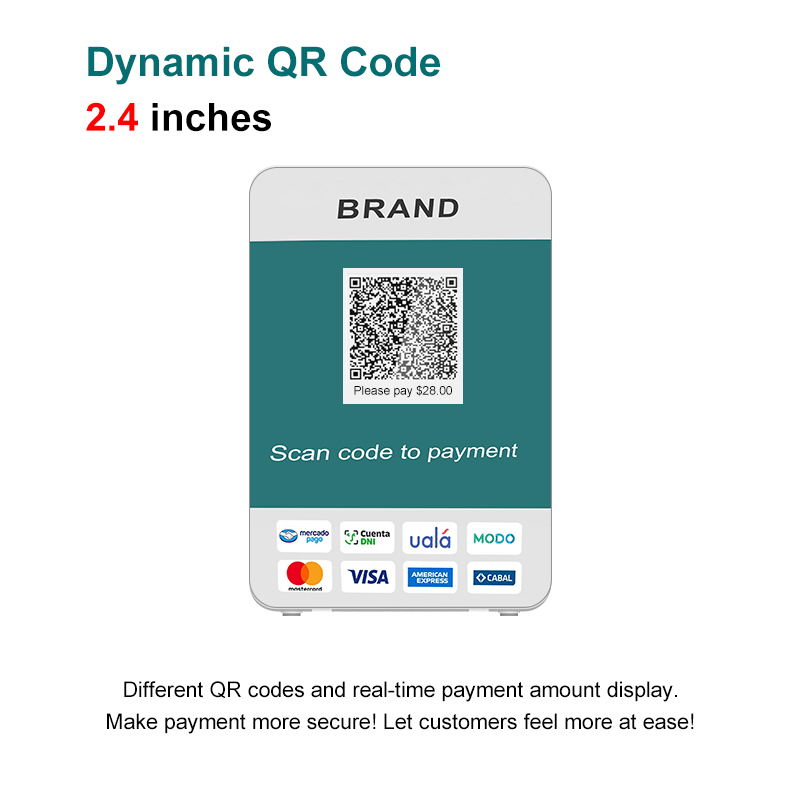 Dynamic QR Code
2.4 inches
BRAND
Please pay $28.00
Scan code to payment
mercado pago
Cuenta DNI
ualá
MODO
mastercard
VISA
AMERICAN EXPRESS
CABAL
Different QR codes and real-time payment amount display.
Make payment more secure! Let customers feel more at ease!